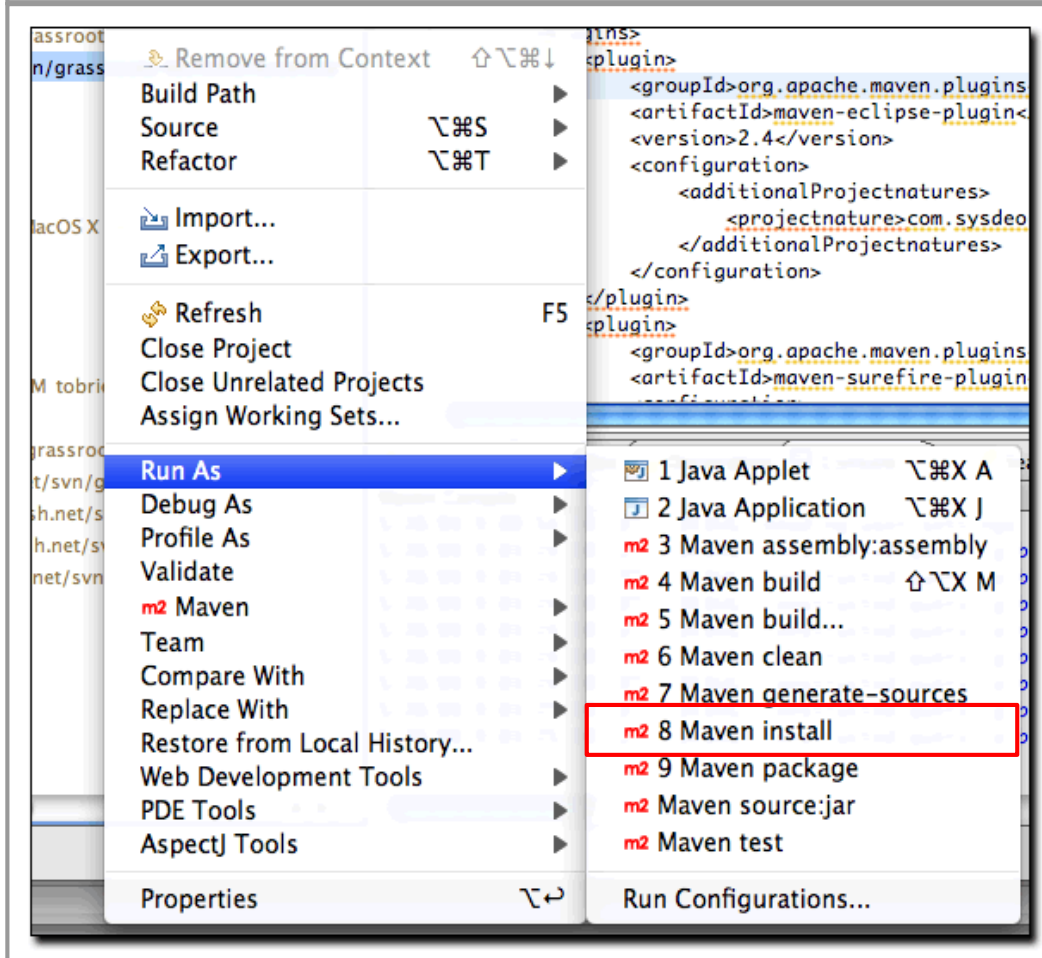 assroot
n/grass
MacOS X
M tobri
grassroo
t/svn/g
sh.net/s
h.net/sv
net/svn
Remove from Context ⇧⌥⌘↓
Build Path
Source ⌥⌘S
Refactor ⌥⌘T
Import...
Export...
Refresh F5
Close Project
Close Unrelated Projects
Assign Working Sets...
Run As
Debug As
Profile As
Validate
m2 Maven
Team
Compare With
Replace With
Restore from Local History...
Web Development Tools
PDE Tools
AspectJ Tools
Properties ⌥↩
gins>
<plugin>
<groupId>org.apache.maven.plugins
<artifactId>maven-eclipse-plugin<
<version>2.4</version>
<configuration>
<additionalProjectnatures>
<projectnature>com.sysdeo
</additionalProjectnatures>
</configuration>
</plugin>
<plugin>
<groupId>org.apache.maven.plugins
<artifactId>maven-surefire-plugin
<configuration>
1 Java Applet ⌥⌘X A
2 Java Application ⌥⌘X J
m2 3 Maven assembly:assembly
m2 4 Maven build ⇧⌥X M
m2 5 Maven build...
m2 6 Maven clean
m2 7 Maven generate-sources
m2 8 Maven install
m2 9 Maven package
m2 Maven source:jar
m2 Maven test
Run Configurations...